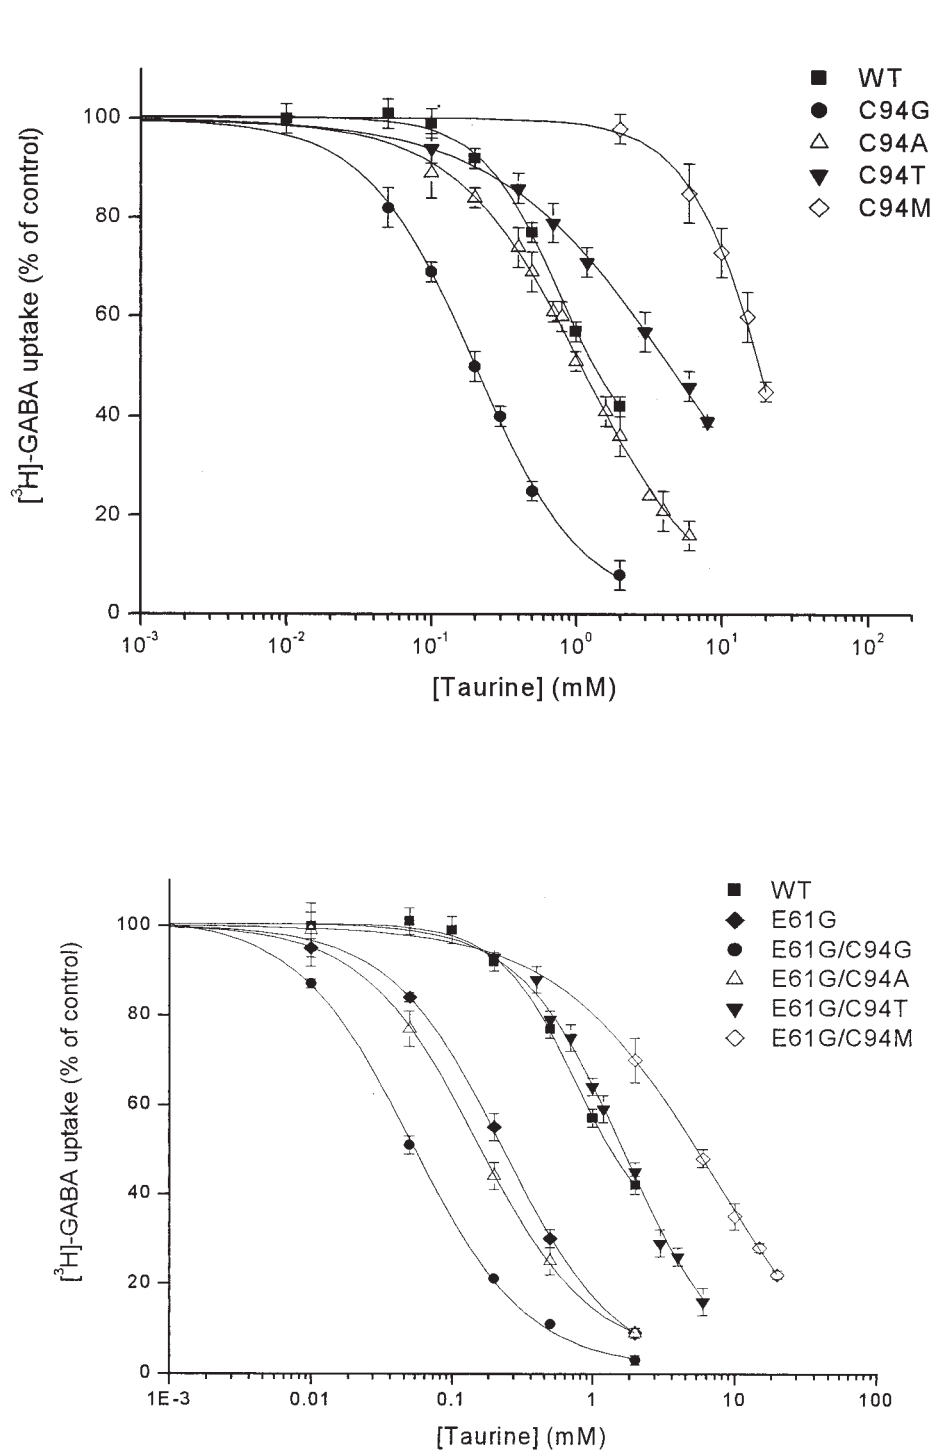 WT
C94G
C94A
C94T
C94M
100
80
60
40
20
0
[³H]-GABA uptake (% of control)
10⁻³ 10⁻² 10⁻¹ 10⁰ 10¹ 10²
[Taurine] (mM)
WT
E61G
E61G/C94G
E61G/C94A
E61G/C94T
E61G/C94M
100
80
60
40
20
0
[³H]-GABA uptake (% of control)
1E-3 0.01 0.1 1 10 100
[Taurine] (mM)